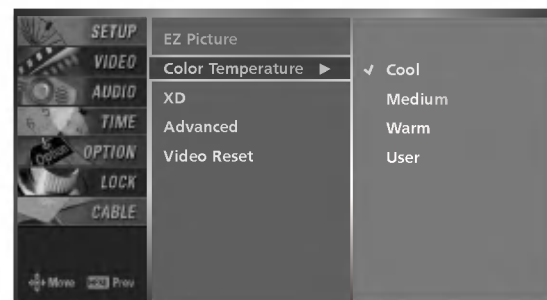 SETUP
VIDEO
AUDIO
TIME
OPTION
LOCK
CABLE
Move MENU Prev
EZ Picture
Color Temperature
XD
Advanced
Video Reset
Cool
Medium
Warm
User